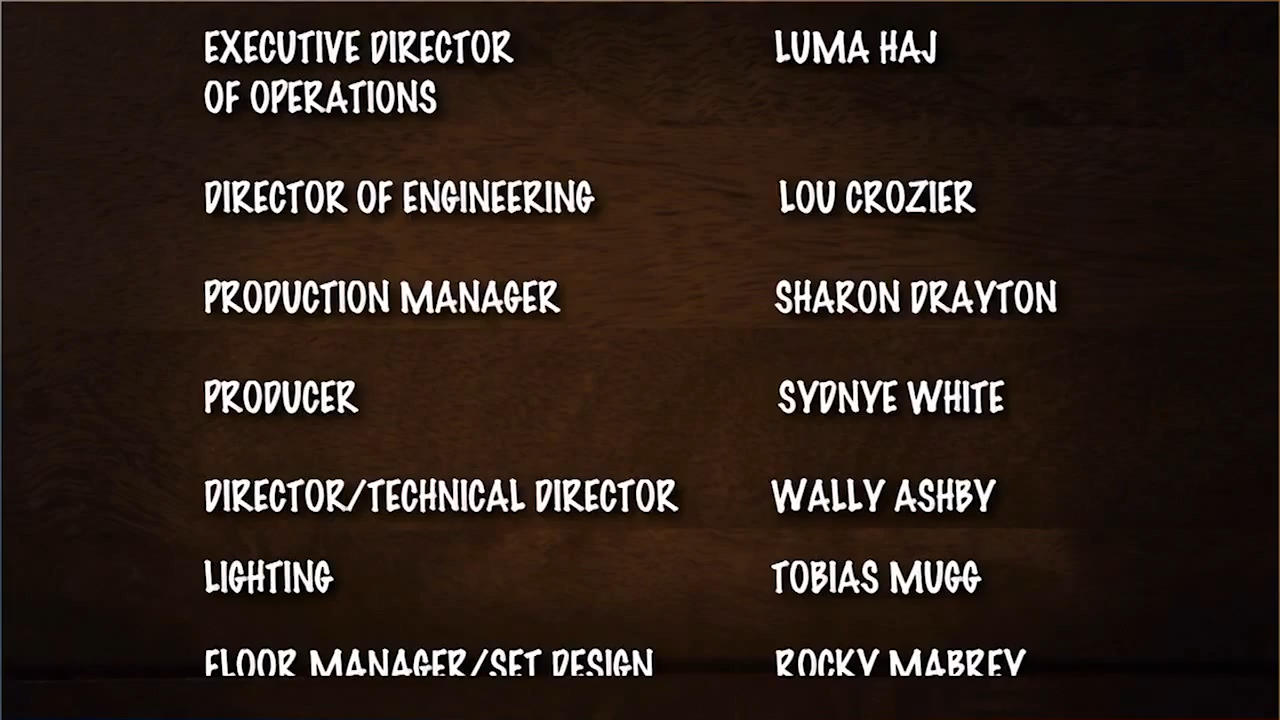 EXECUTIVE DIRECTOR LUMA HAJ
OF OPERATIONS
DIRECTOR OF ENGINEERING LOU CROZIER
PRODUCTION MANAGER SHARON DRAYTON
PRODUCER SYDNYE WHITE
DIRECTOR/TECHNICAL DIRECTOR WALLY ASHBY
LIGHTING TOBIAS MUGG
FLOOR MANAGER/SET DESIGN ROCKY MABREY